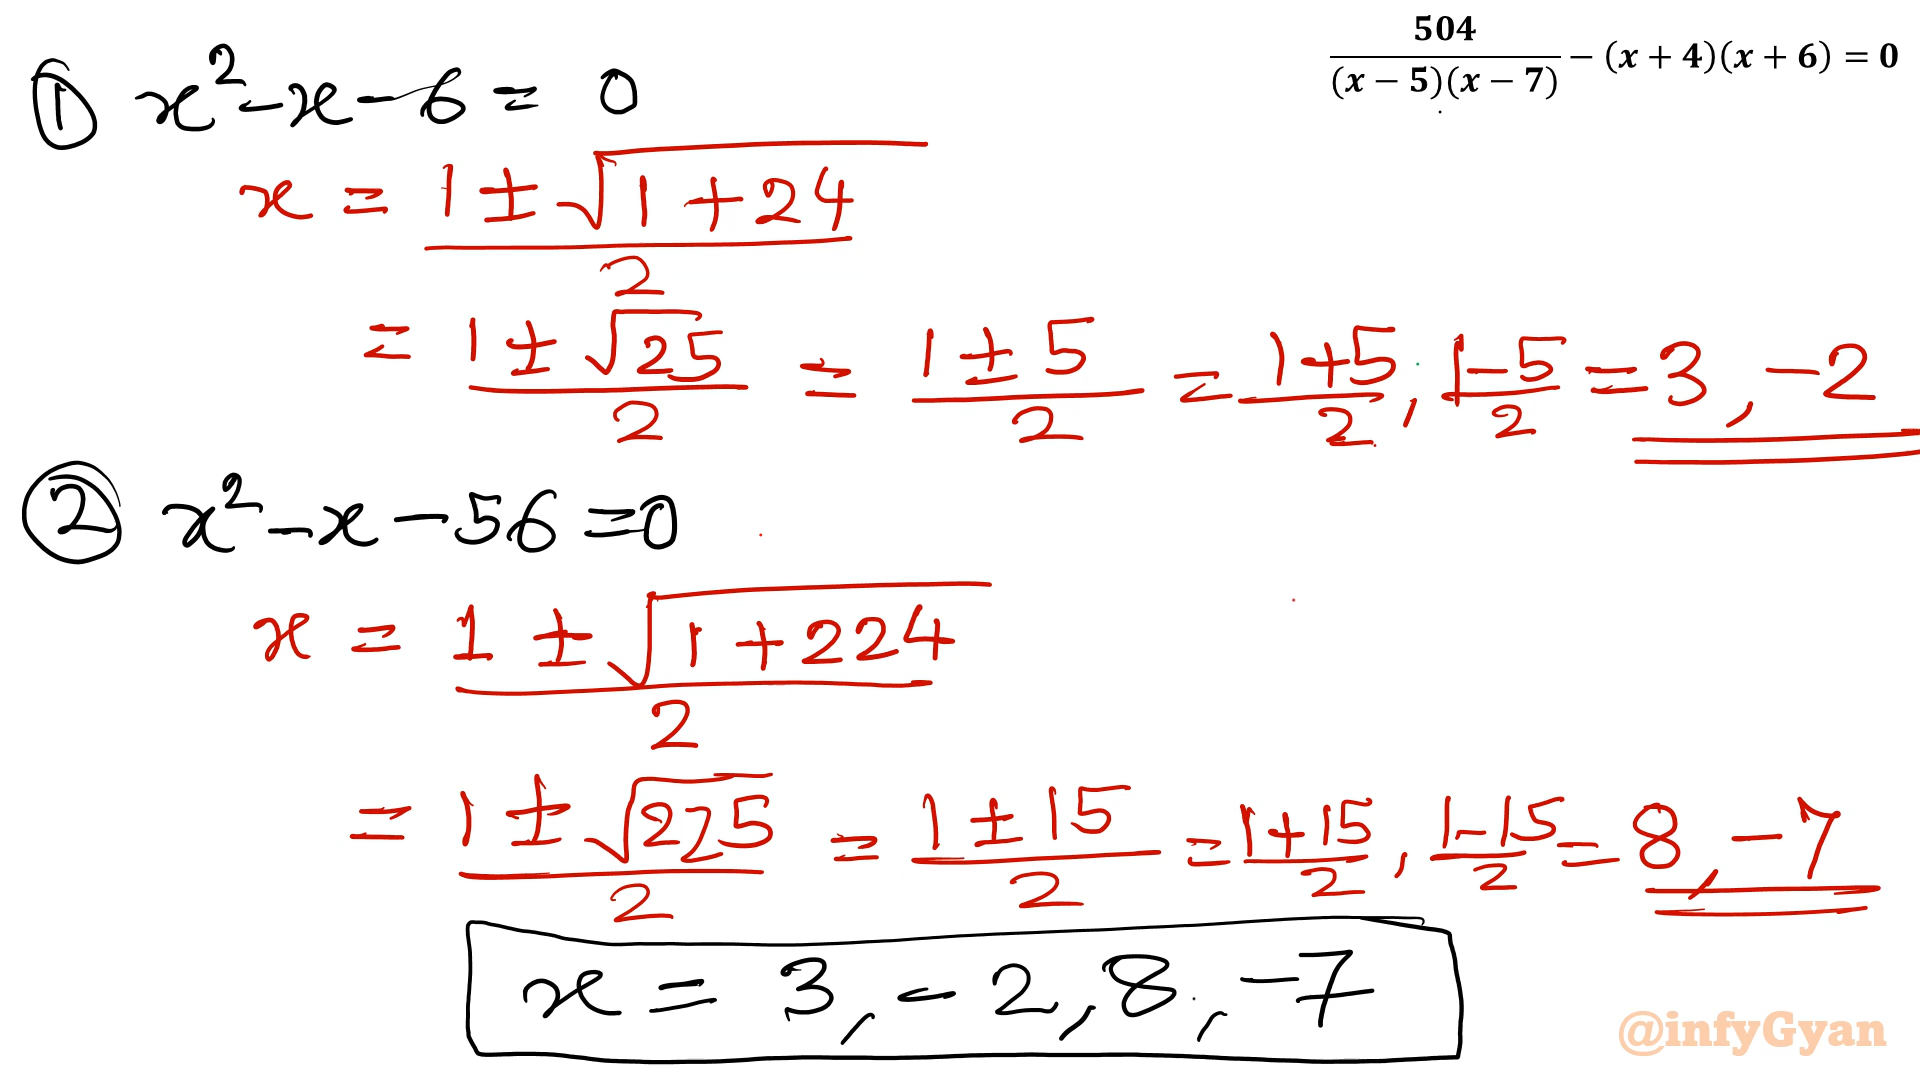 504/((x − 5)(x − 7)) − (x + 4)(x + 6) = 0
① x² − x − 6 = 0
x = (1 ± √(1 + 24))/2
= (1 ± √25)/2 = (1 ± 5)/2 = (1 + 5)/2 , (1 − 5)/2 = 3, −2
② x² − x − 56 = 0
x = (1 ± √(1 + 224))/2
= (1 ± √225)/2 = (1 ± 15)/2 = (1 + 15)/2 , (1 − 15)/2 = 8, −7
x = 3, −2, 8, −7
@infyGyan